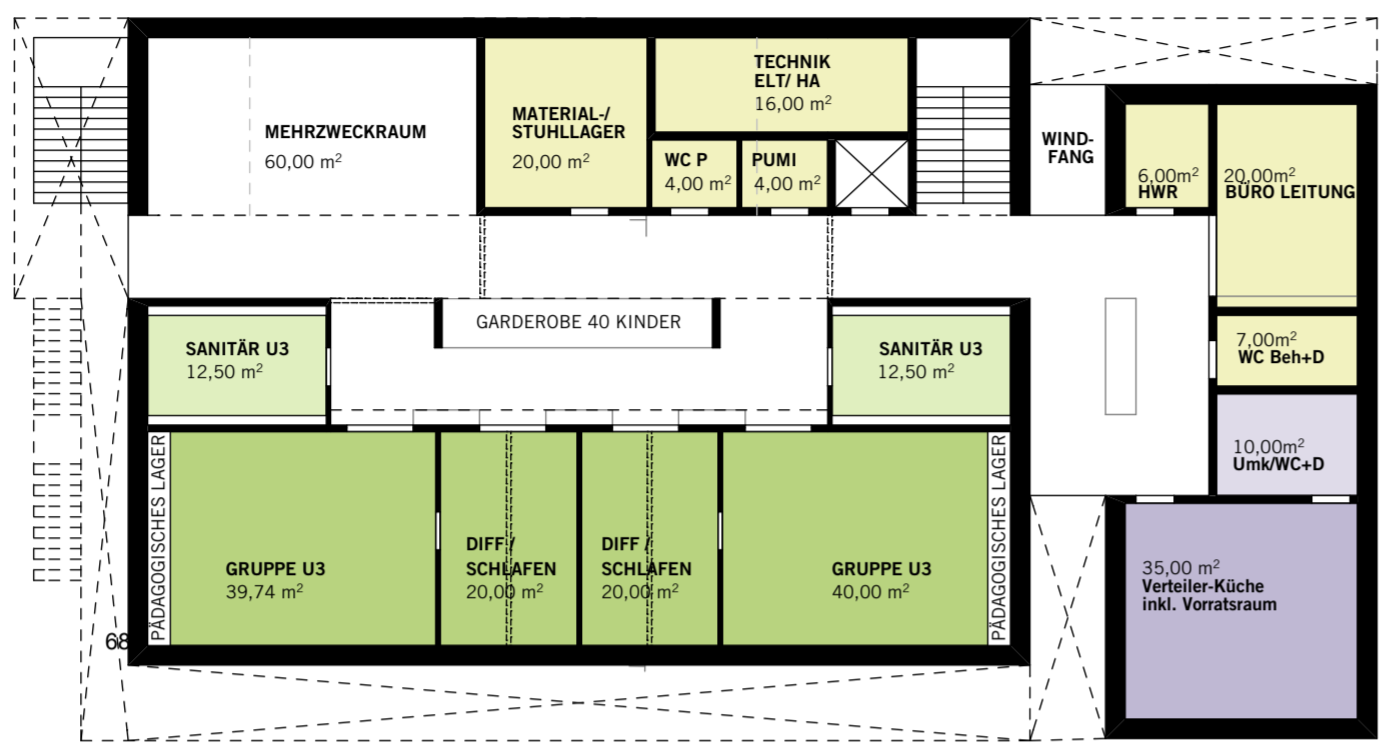 TECHNIK
ELT/ HA
16,00 m²
MATERIAL-/
STUHLLAGER
20,00 m²
MEHRZWECKRAUM
60,00 m²
WC P
4,00 m²
PUMI
4,00 m²
WIND-
FANG
6,00m²
HWR
20,00m²
BÜRO LEITUNG
GARDEROBE 40 KINDER
SANITÄR U3
12,50 m²
SANITÄR U3
12,50 m²
7,00m²
WC Beh+D
10,00m²
Umk/WC+D
PÄDAGOGISCHES LAGER
GRUPPE U3
39,74 m²
DIFF /
SCHLAFEN
20,00 m²
DIFF /
SCHLAFEN
20,00 m²
GRUPPE U3
40,00 m²
PÄDAGOGISCHES LAGER
35,00 m²
Verteiler-Küche
inkl. Vorratsraum
68